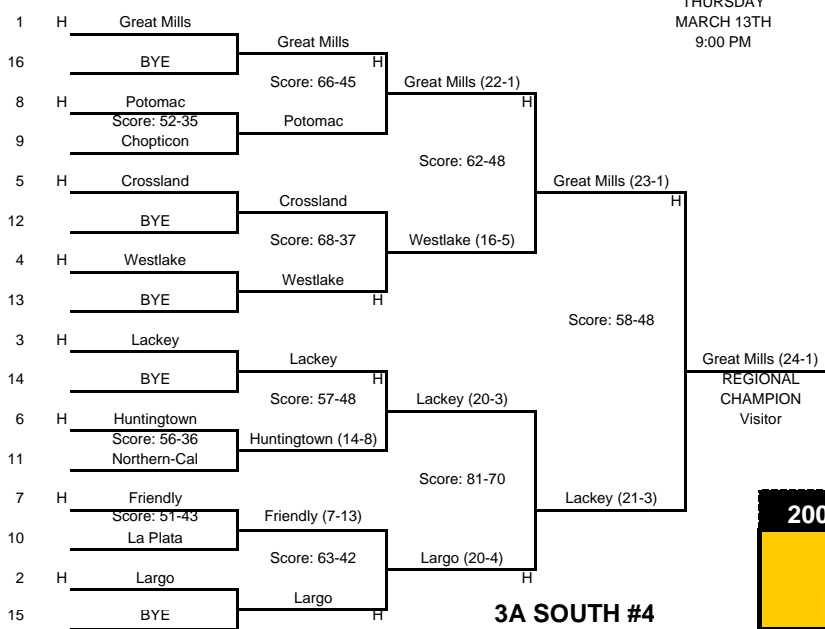 THURSDAY
MARCH 13TH
9:00 PM
1 H Great Mills
Great Mills
16 BYE
H
Score: 66-45
Great Mills (22-1)
8 H Potomac
H
Score: 52-35
Potomac
9 Chopticon
Score: 62-48
5 H Crossland
Great Mills (23-1)
Crossland
H
12 BYE
Score: 68-37
Westlake (16-5)
4 H Westlake
Westlake
13 BYE
H
Score: 58-48
3 H Lackey
Lackey
Great Mills (24-1)
14 BYE
H
REGIONAL
CHAMPION
Visitor
Score: 57-48
Lackey (20-3)
6 H Huntingtown
Score: 56-36
Huntingtown (14-8)
11 Northern-Cal
Score: 81-70
7 H Friendly
Lackey (21-3)
Score: 51-43
Friendly (7-13)
200
10 La Plata
Score: 63-42
Largo (20-4)
2 H Largo
H
Largo
15 BYE
H
3A SOUTH #4